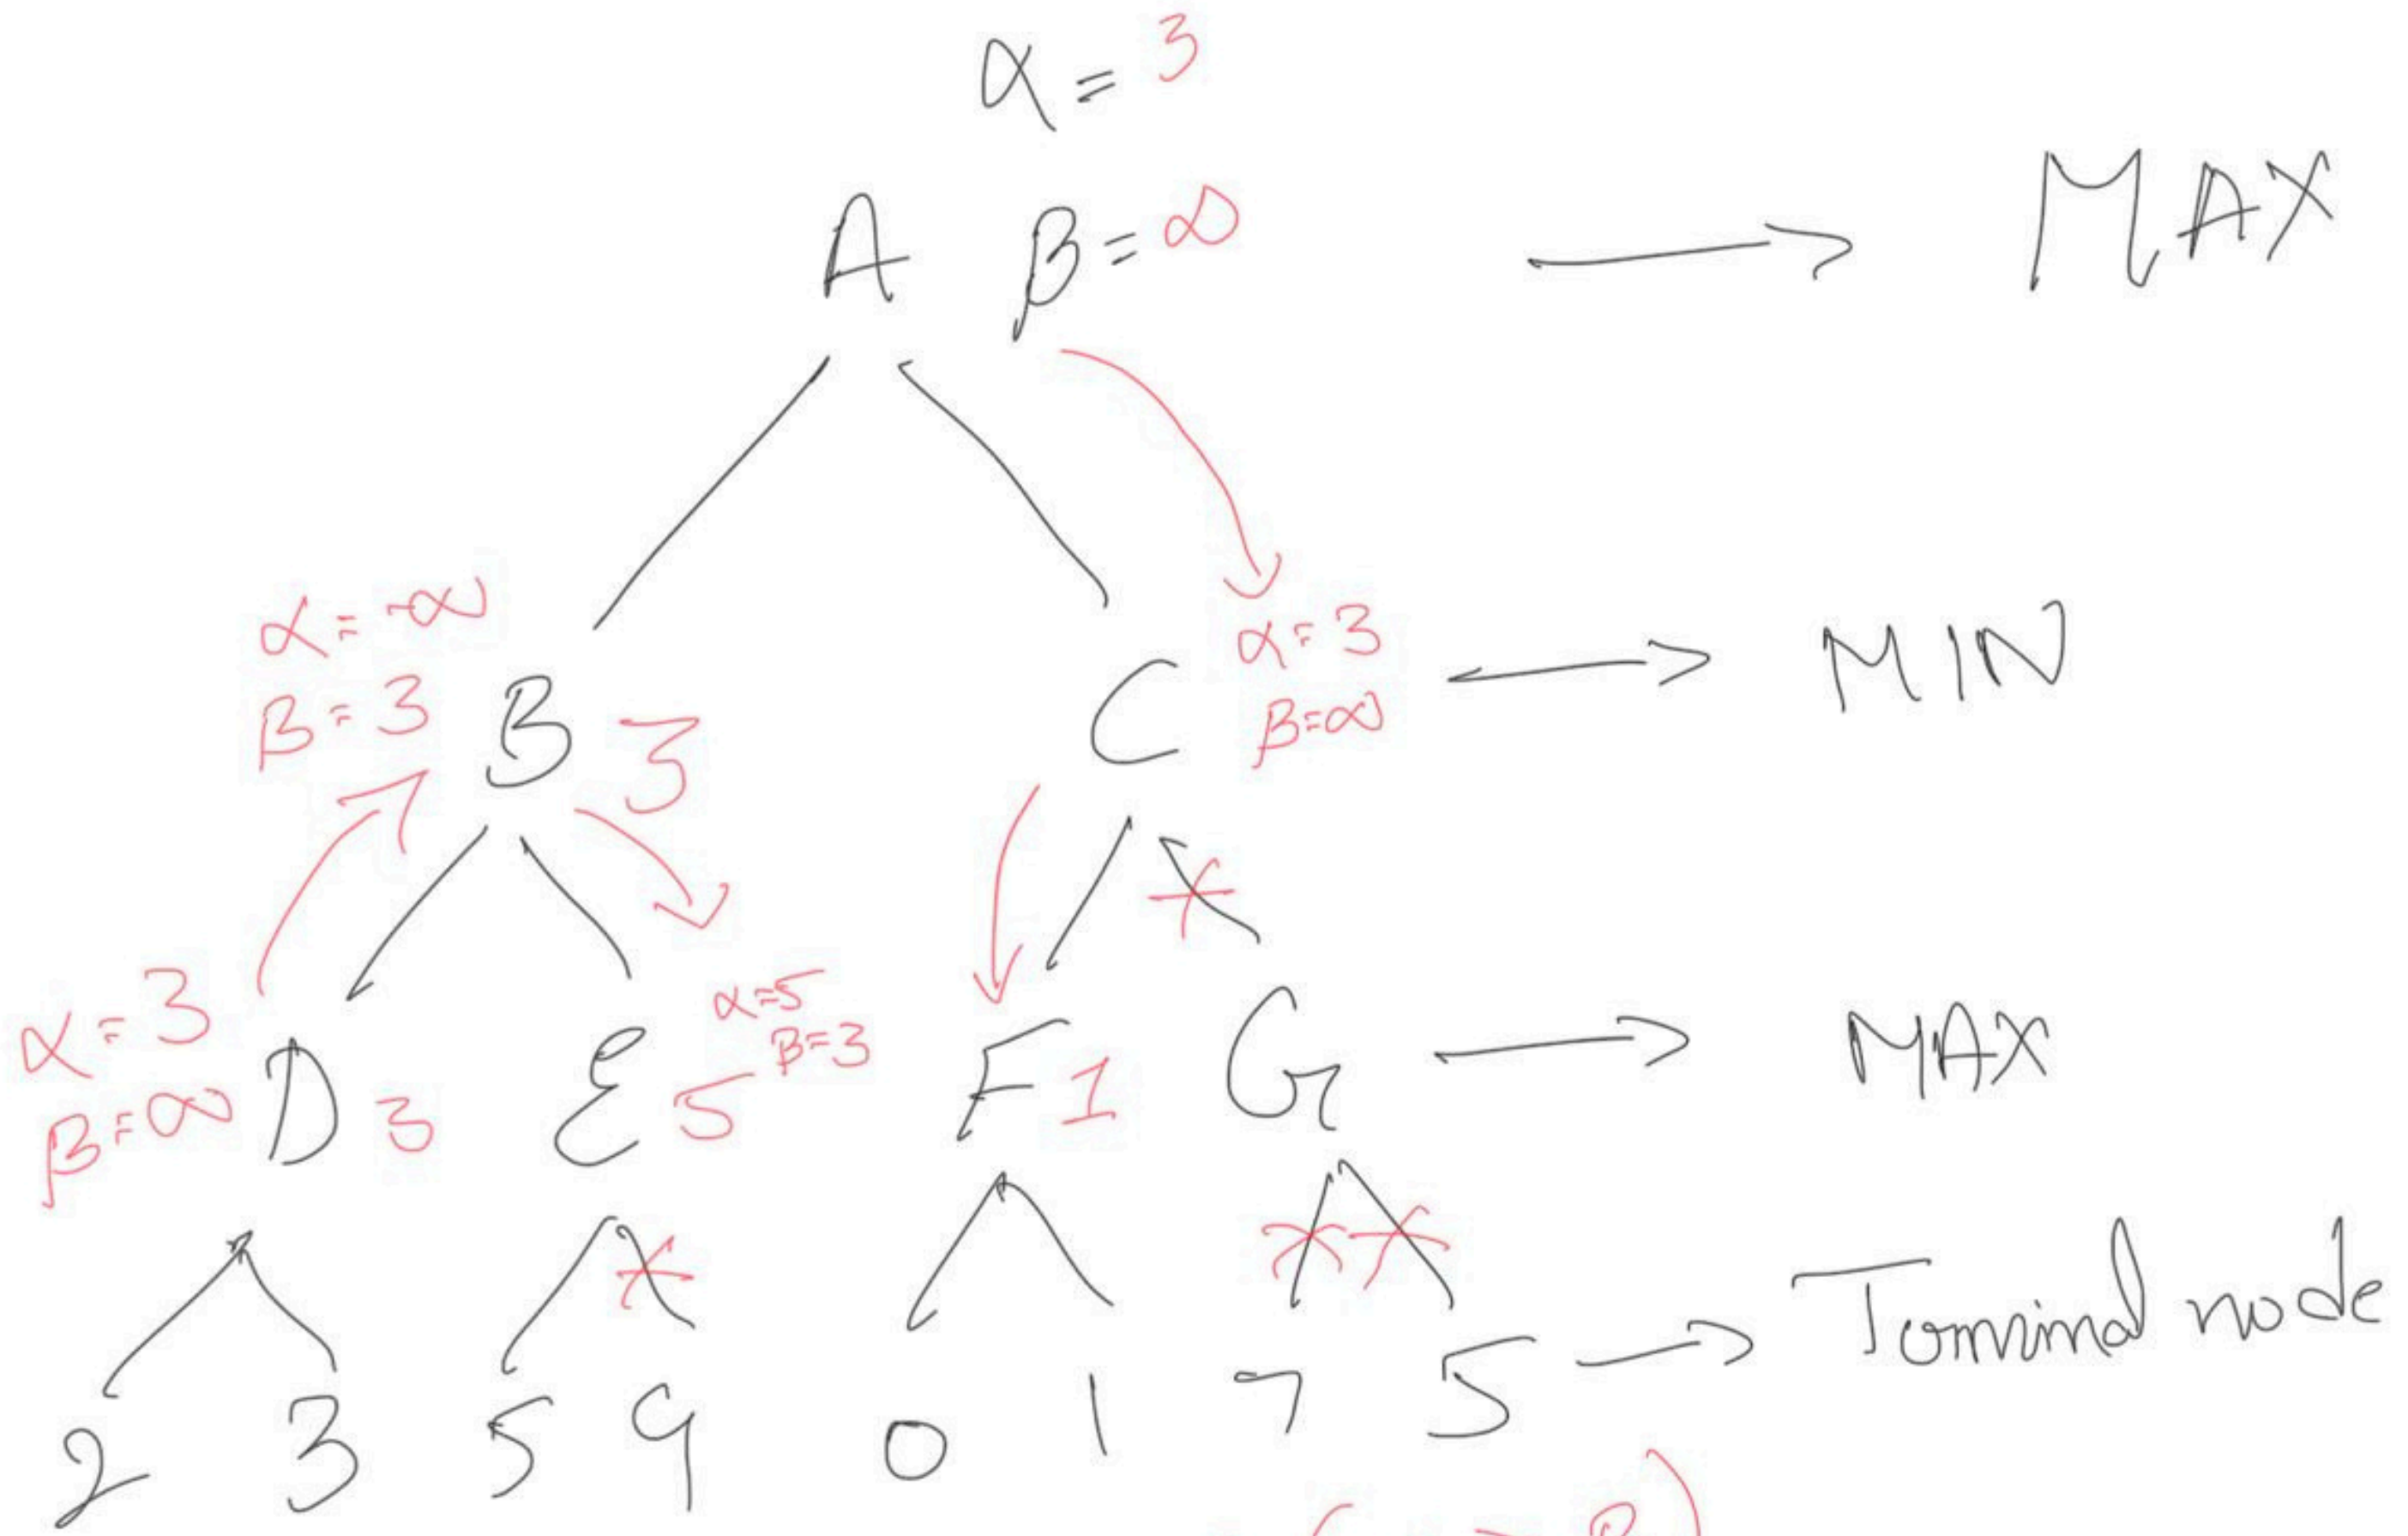 α = 3
A β = ∞ → MAX
α = -∞
β = 3 B 3
α = 3
C β = ∞ → MIN
α = 3
β = ∞ D 3
α = 5
β = 3
E 5
F 1 G → MAX
2 3 5 9 0 1 7 5 → Terminal node